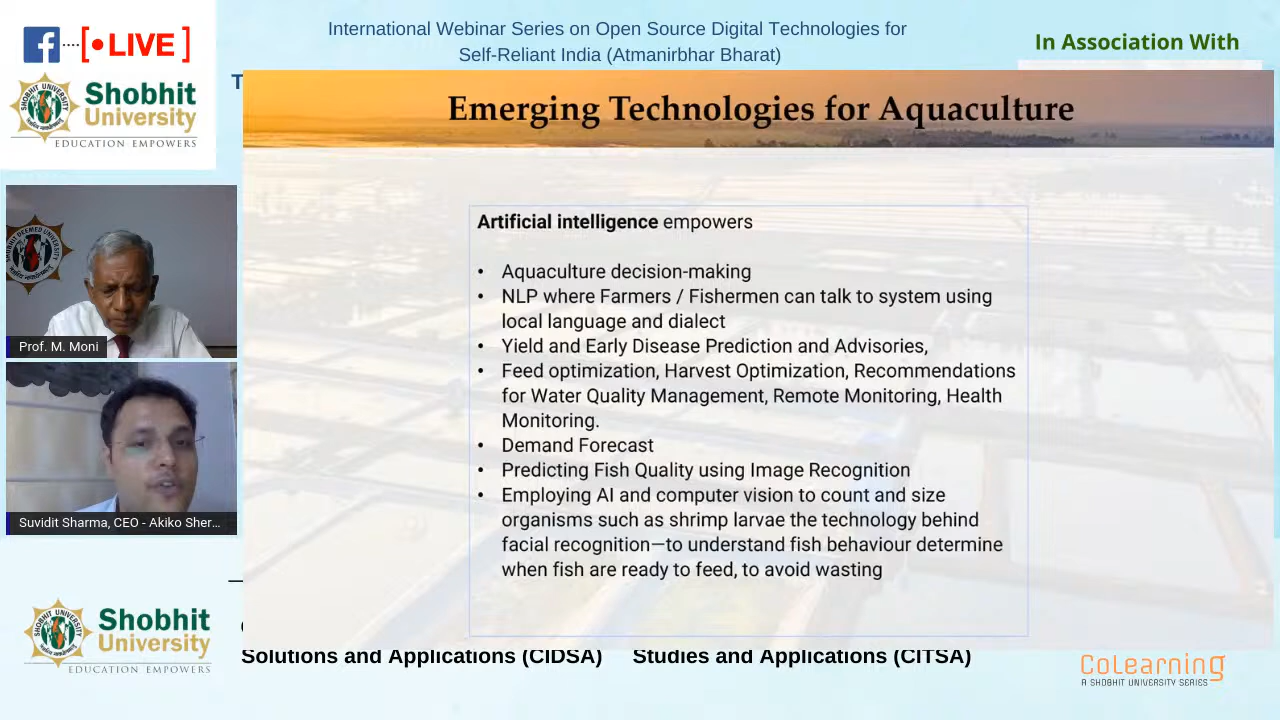 International Webinar Series on Open Source Digital Technologies for
Self-Reliant India (Atmanirbhar Bharat)
In Association With
LIVE
Shobhit
University
EDUCATION EMPOWERS
T
Emerging Technologies for Aquaculture
Artificial intelligence empowers
• Aquaculture decision-making
• NLP where Farmers / Fishermen can talk to system using
local language and dialect
• Yield and Early Disease Prediction and Advisories,
• Feed optimization, Harvest Optimization, Recommendations
for Water Quality Management, Remote Monitoring, Health
Monitoring.
• Demand Forecast
• Predicting Fish Quality using Image Recognition
• Employing AI and computer vision to count and size
organisms such as shrimp larvae the technology behind
facial recognition—to understand fish behaviour determine
when fish are ready to feed, to avoid wasting
SHOBHIT DEEMED UNIVERSITY
Prof. M. Moni
Suvidit Sharma, CEO - Akiko Sher...
Shobhit
University
EDUCATION EMPOWERS
Solutions and Applications (CIDSA) Studies and Applications (CITSA)
CoLearning
A SHOBHIT UNIVERSITY SERIES